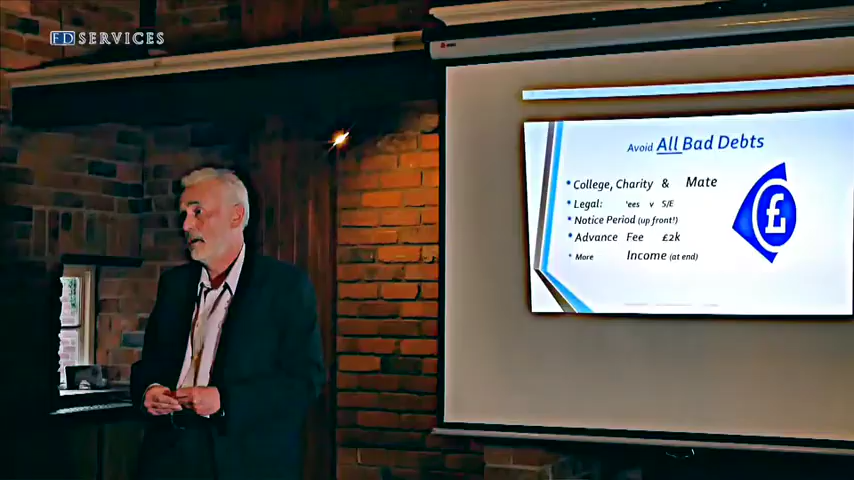 FD SERVICES
Avoid All Bad Debts
• College, Charity & Mate
• Legal: 'ees v S/E
• Notice Period (up front!)
• Advance Fee £2k
• More Income (at end)
£